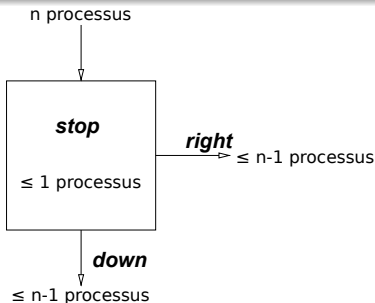 n processus
stop
right
≤ n-1 processus
≤ 1 processus
down
≤ n-1 processus